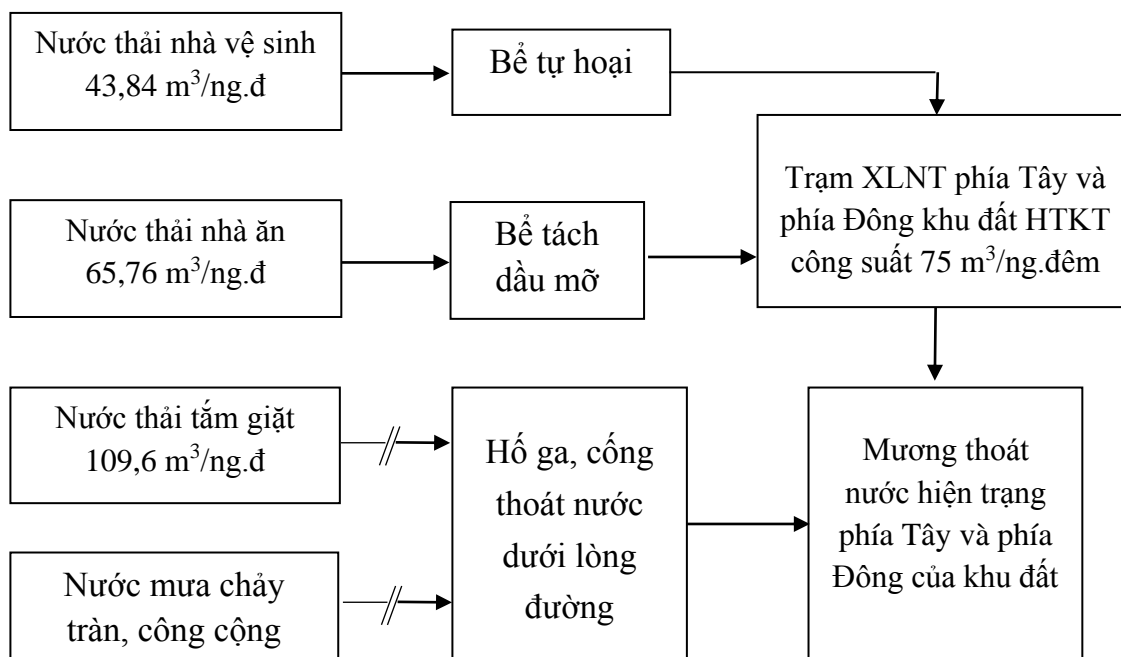 Nước thải nhà vệ sinh
43,84 m³/ng.đ
Bể tự hoại
Trạm XLNT phía Tây và
phía Đông khu đất HTKT
công suất 75 m³/ng.đêm
Nước thải nhà ăn
65,76 m³/ng.đ
Bể tách
dầu mỡ
Nước thải tắm giặt
109,6 m³/ng.đ
Hố ga, cống
thoát nước
dưới lòng
đường
Mương thoát
nước hiện trạng
phía Tây và phía
Đông của khu đất
Nước mưa chảy
tràn, công cộng